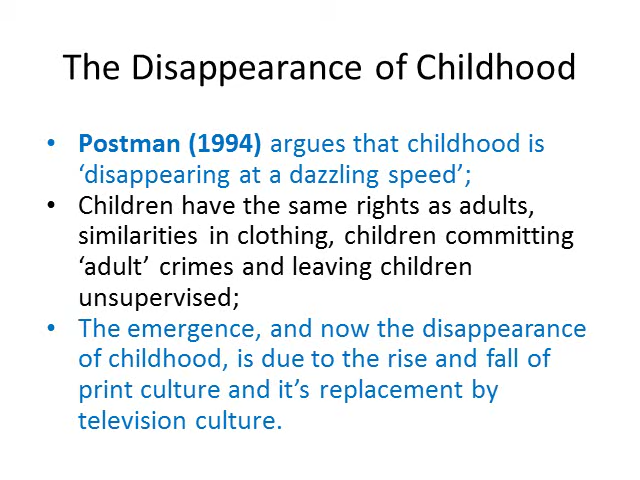 The Disappearance of Childhood
• Postman (1994) argues that childhood is
‘disappearing at a dazzling speed’;
• Children have the same rights as adults,
similarities in clothing, children committing
‘adult’ crimes and leaving children
unsupervised;
• The emergence, and now the disappearance
of childhood, is due to the rise and fall of
print culture and it’s replacement by
television culture.